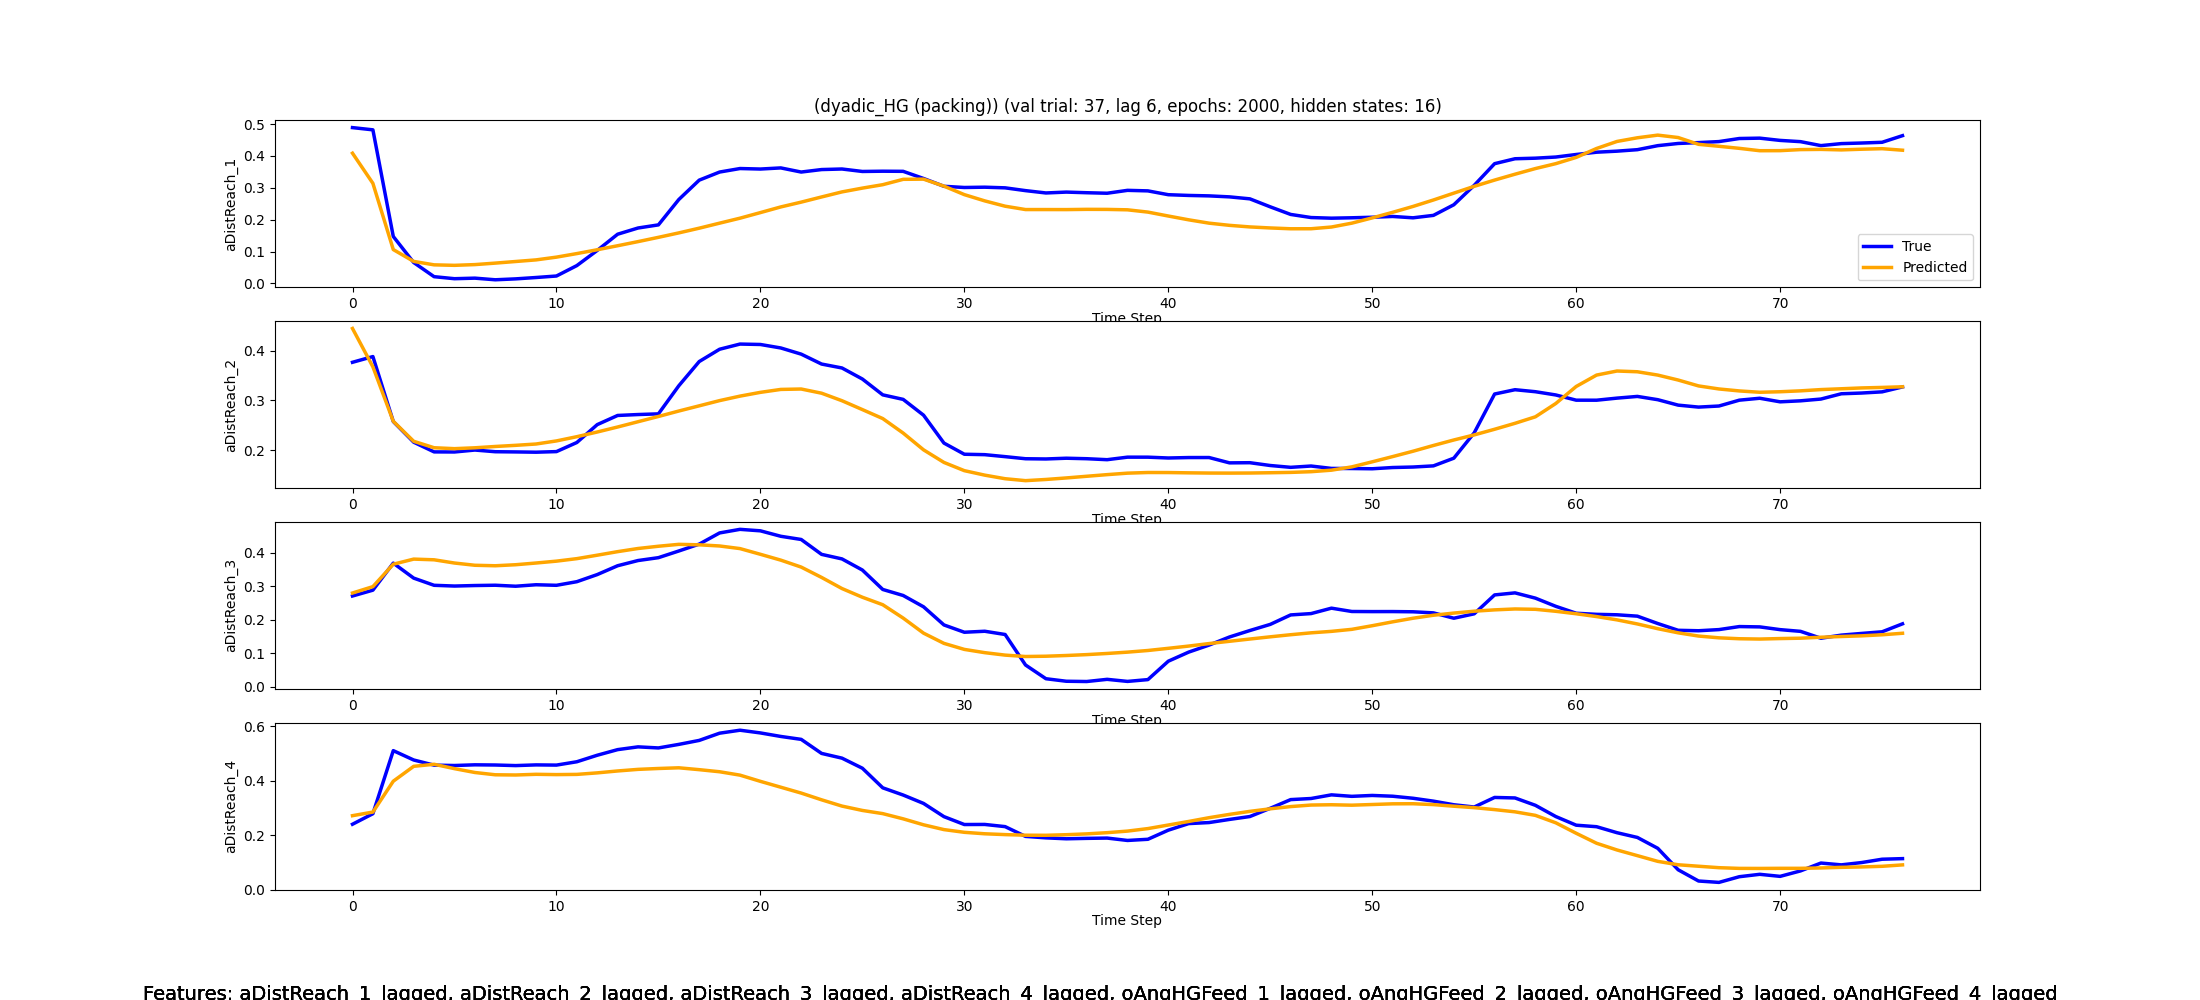 (dyadic_HG (packing)) (val trial: 37, lag 6, epochs: 2000, hidden states: 16)
aDistReach_1
0.5
0.4
0.3
0.2
0.1
0.0
True
Predicted
0 10 20 30 40 50 60 70
Time Step
aDistReach_2
0.4
0.3
0.2
0 10 20 30 40 50 60 70
Time Step
aDistReach_3
0.4
0.3
0.2
0.1
0.0
0 10 20 30 40 50 60 70
Time Step
aDistReach_4
0.6
0.4
0.2
0.0
0 10 20 30 40 50 60 70
Time Step
Features: aDistReach_1_lagged, aDistReach_2_lagged, aDistReach_3_lagged, aDistReach_4_lagged, oAngHGFeed_1_lagged, oAngHGFeed_2_lagged, oAngHGFeed_3_lagged, oAngHGFeed_4_lagged